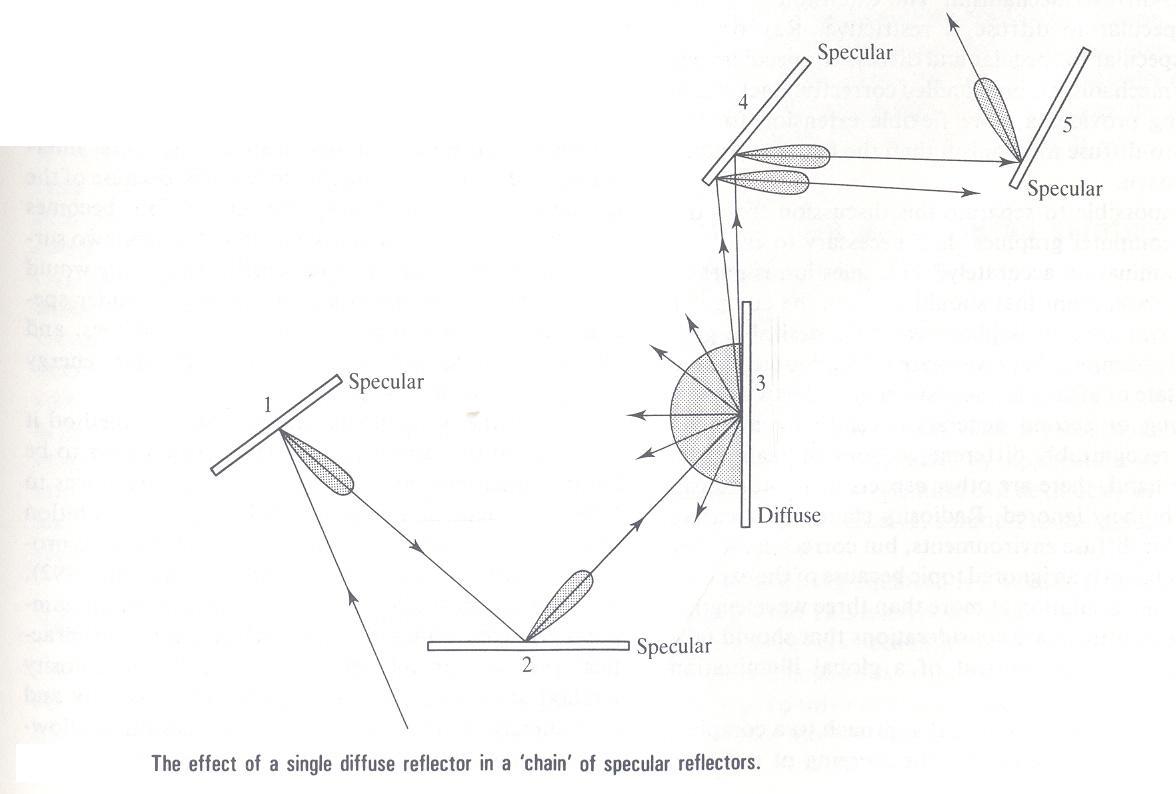 Specular
4
5
Specular
3
Specular
1
Diffuse
Specular
2
The effect of a single diffuse reflector in a 'chain' of specular reflectors.